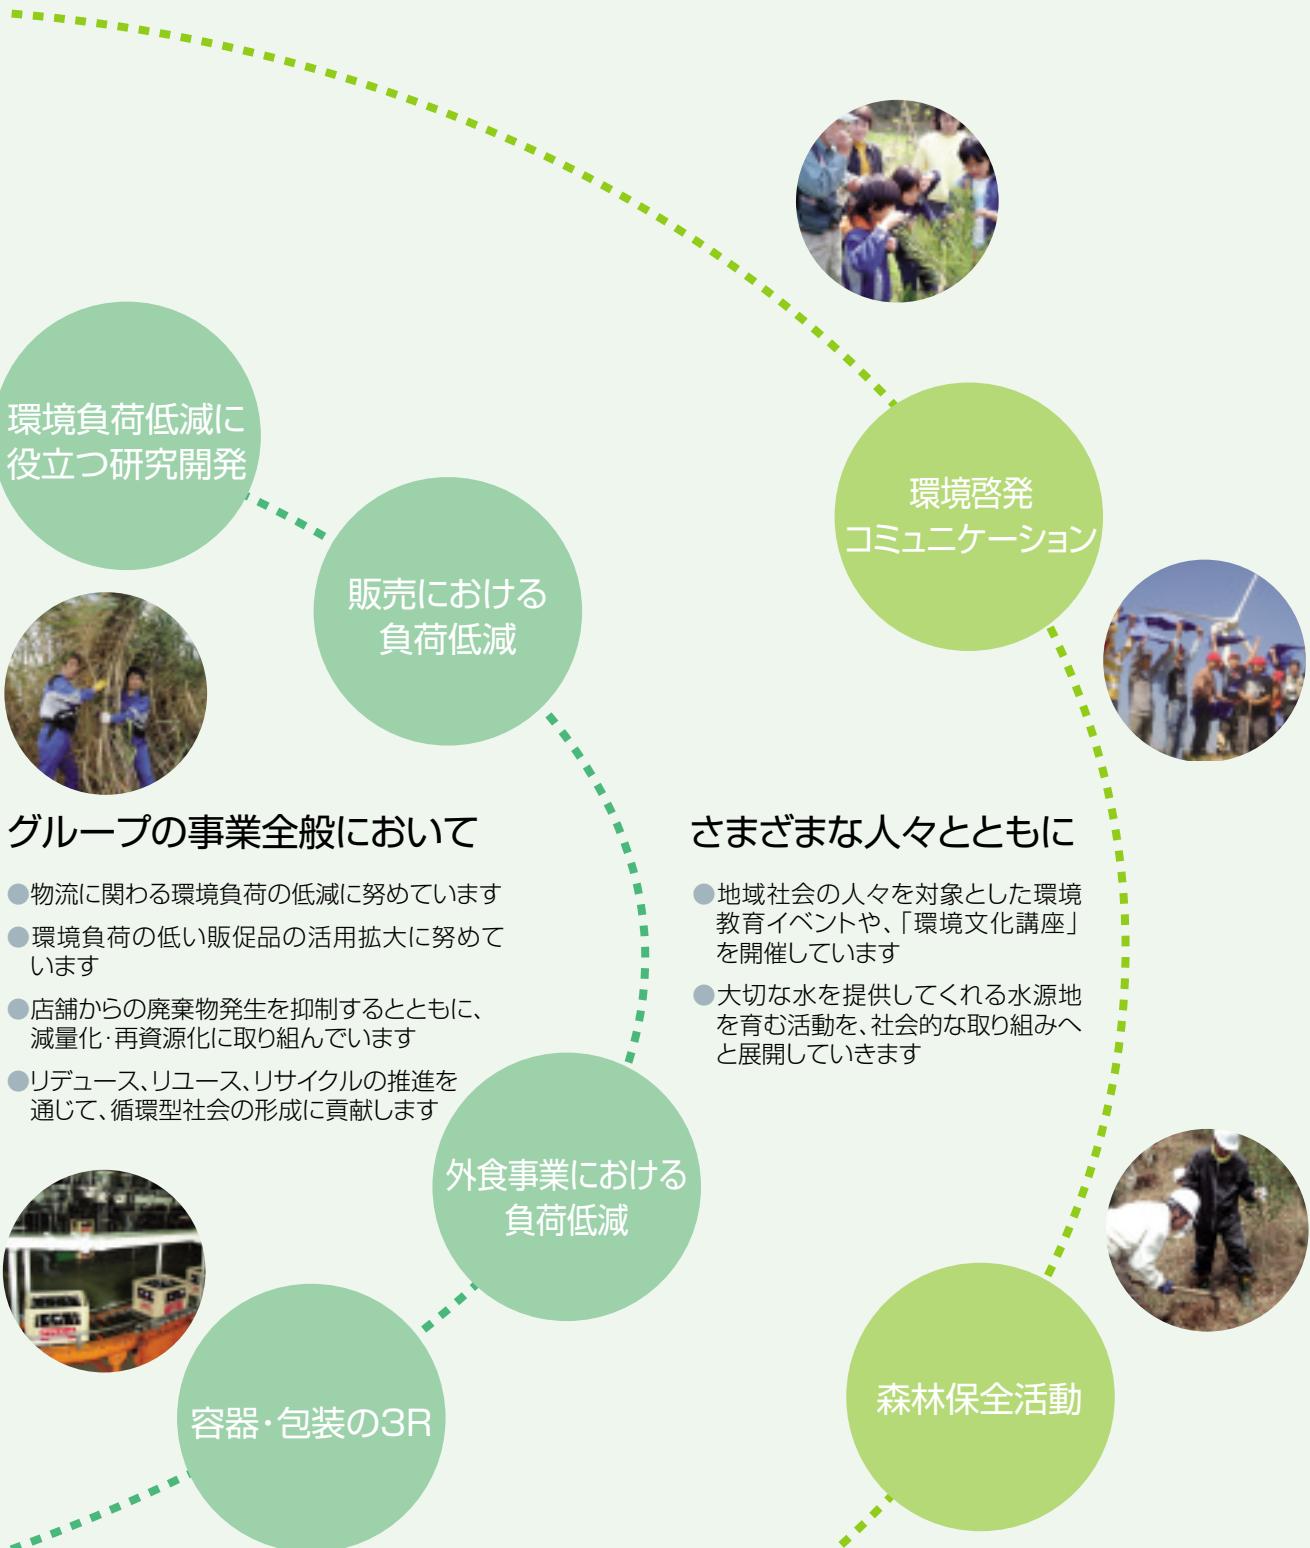 環境負荷低減に
役立つ研究開発
販売における
負荷低減
環境啓発
コミュニケーション
グループの事業全般において
●物流に関わる環境負荷の低減に努めています
●環境負荷の低い販促品の活用拡大に努めて
います
●店舗からの廃棄物発生を抑制するとともに、
減量化・再資源化に取り組んでいます
●リデュース、リユース、リサイクルの推進を
通じて、循環型社会の形成に貢献します
さまざまな人々とともに
●地域社会の人々を対象とした環境
教育イベントや、「環境文化講座」
を開催しています
●大切な水を提供してくれる水源地
を育む活動を、社会的な取り組みへ
と展開していきます
外食事業における
負荷低減
容器・包装の3R
森林保全活動